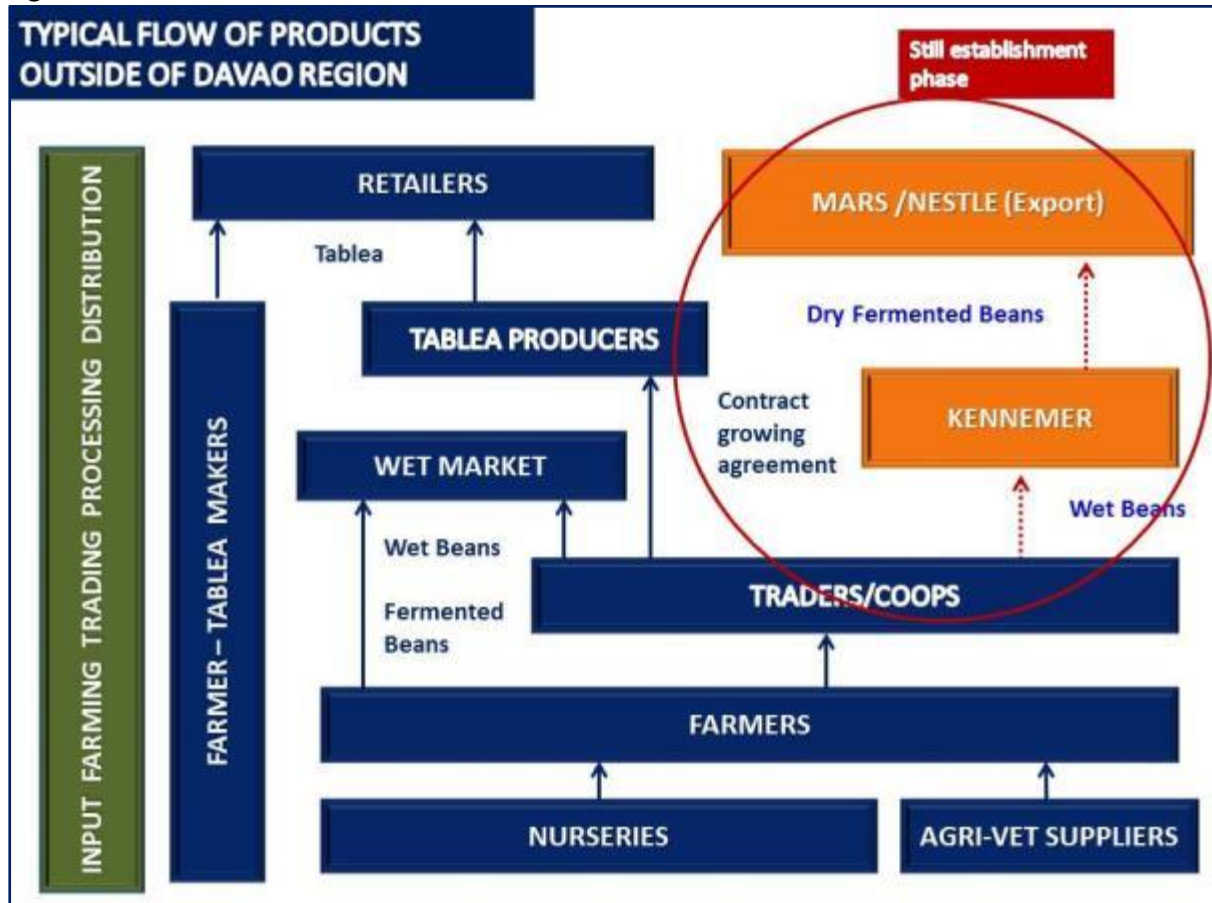 TYPICAL FLOW OF PRODUCTS
OUTSIDE OF DAVAO REGION
Still establishment
phase
INPUT FARMING TRADING PROCESSING DISTRIBUTION
FARMER – TABLEA MAKERS
RETAILERS
MARS /NESTLE (Export)
Tablea
Dry Fermented Beans
TABLEA PRODUCERS
Contract
growing
agreement
KENNEMER
WET MARKET
Wet Beans
Wet Beans
Fermented
Beans
TRADERS/COOPS
FARMERS
NURSERIES
AGRI-VET SUPPLIERS